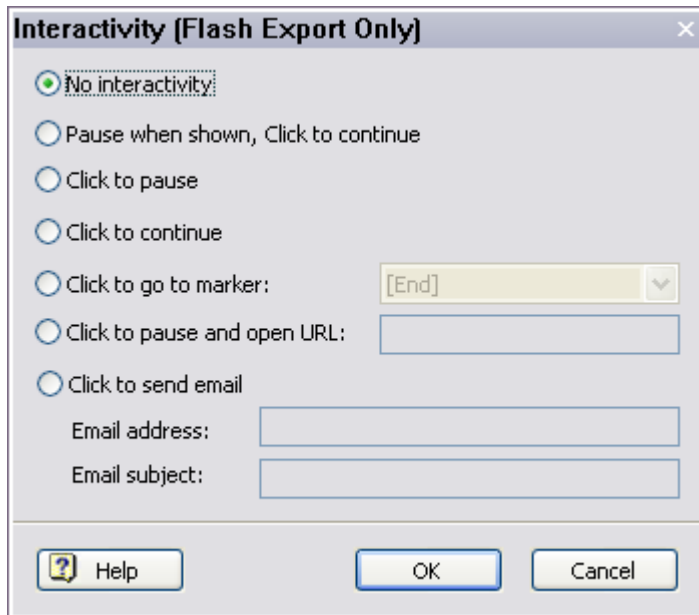 Interactivity (Flash Export Only)
No interactivity
Pause when shown, Click to continue
Click to pause
Click to continue
Click to go to marker: [End]
Click to pause and open URL:
Click to send email
Email address:
Email subject:
Help OK Cancel